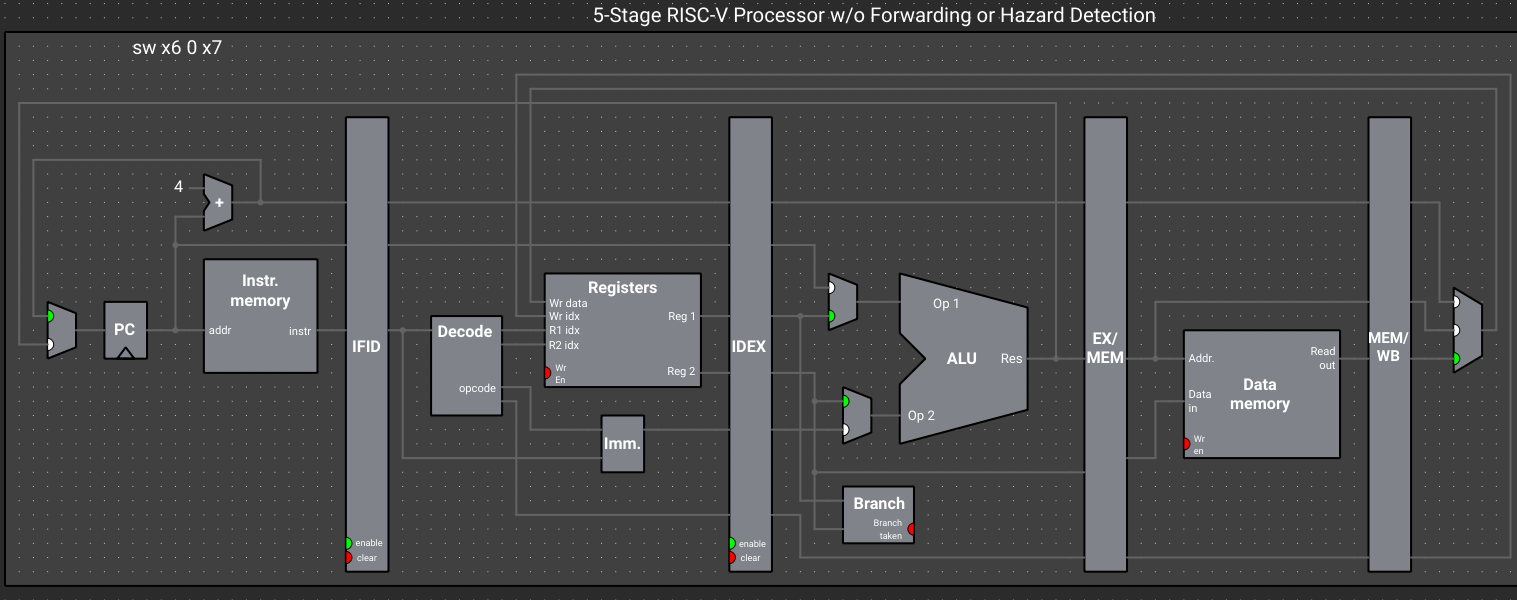 5-Stage RISC-V Processor w/o Forwarding or Hazard Detection
sw x6 0 x7
4
+
Instr.
memory
addr
instr
PC
IFID
enable
clear
Decode
opcode
Registers
Wr data
Wr idx
R1 idx
R2 idx
Wr
En
Reg 1
Reg 2
Imm.
IDEX
enable
clear
Op 1
ALU
Res
Op 2
Branch
Branch
taken
EX/
MEM
Addr.
Read
out
Data
in
Data
memory
Wr
en
MEM/
WB